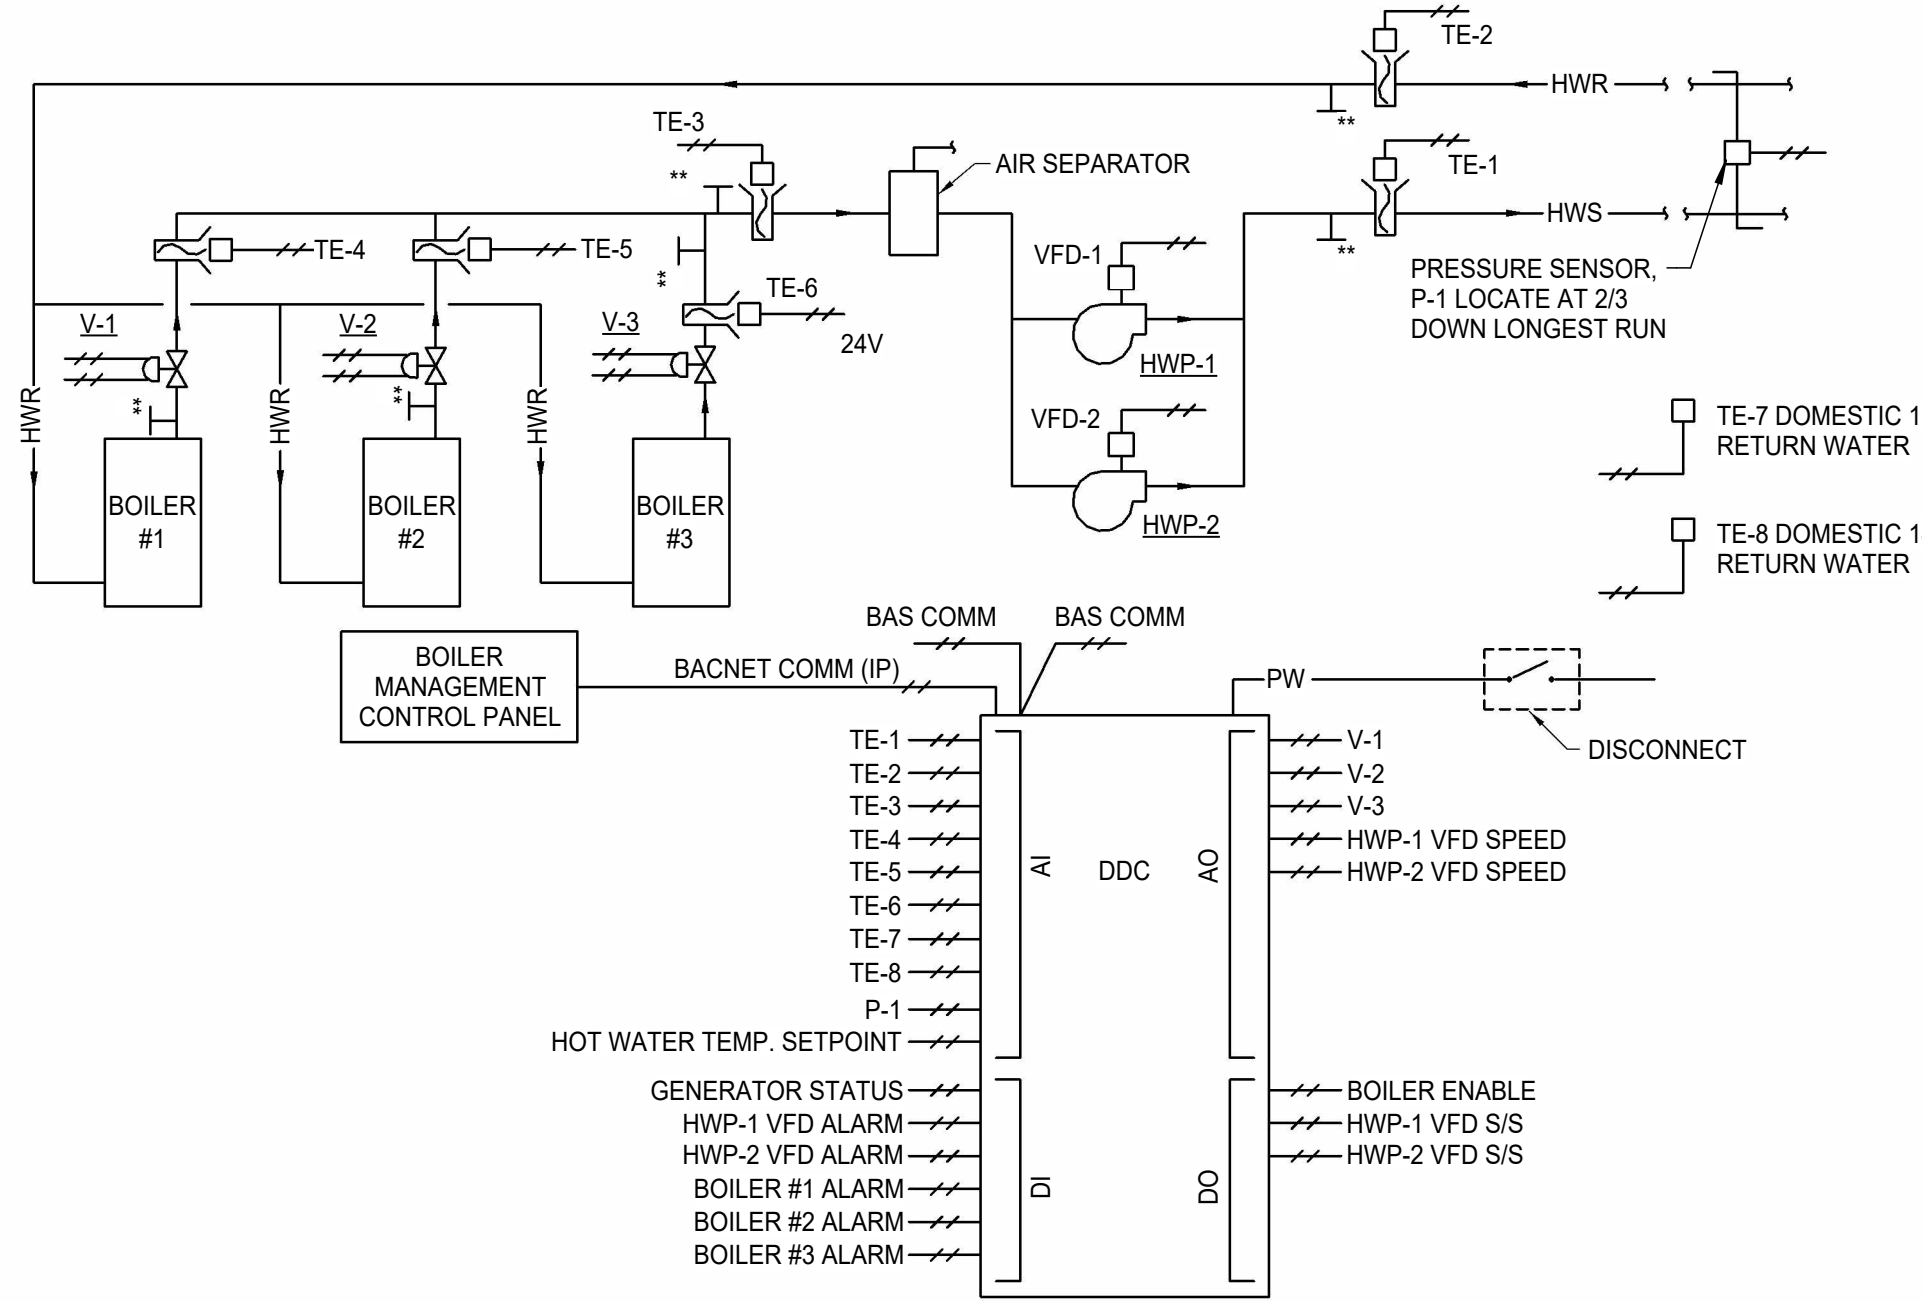 TE-2
HWR
**
TE-3
**
AIR SEPARATOR
TE-1
HWS
**
TE-4
TE-5
**
TE-6
24V
VFD-1
HWP-1
PRESSURE SENSOR,
P-1 LOCATE AT 2/3
DOWN LONGEST RUN
V-1
V-2
V-3
HWR
**
HWR
**
HWR
VFD-2
HWP-2
TE-7 DOMESTIC 1
RETURN WATER
BOILER
#1
BOILER
#2
BOILER
#3
TE-8 DOMESTIC
RETURN WATER
BAS COMM
BAS COMM
BOILER
MANAGEMENT
CONTROL PANEL
BACNET COMM (IP)
PW
DISCONNECT
TE-1
TE-2
TE-3
TE-4
TE-5
TE-6
TE-7
TE-8
P-1
HOT WATER TEMP. SETPOINT
AI
DDC
AO
V-1
V-2
V-3
HWP-1 VFD SPEED
HWP-2 VFD SPEED
GENERATOR STATUS
HWP-1 VFD ALARM
HWP-2 VFD ALARM
BOILER #1 ALARM
BOILER #2 ALARM
BOILER #3 ALARM
DI
DO
BOILER ENABLE
HWP-1 VFD S/S
HWP-2 VFD S/S